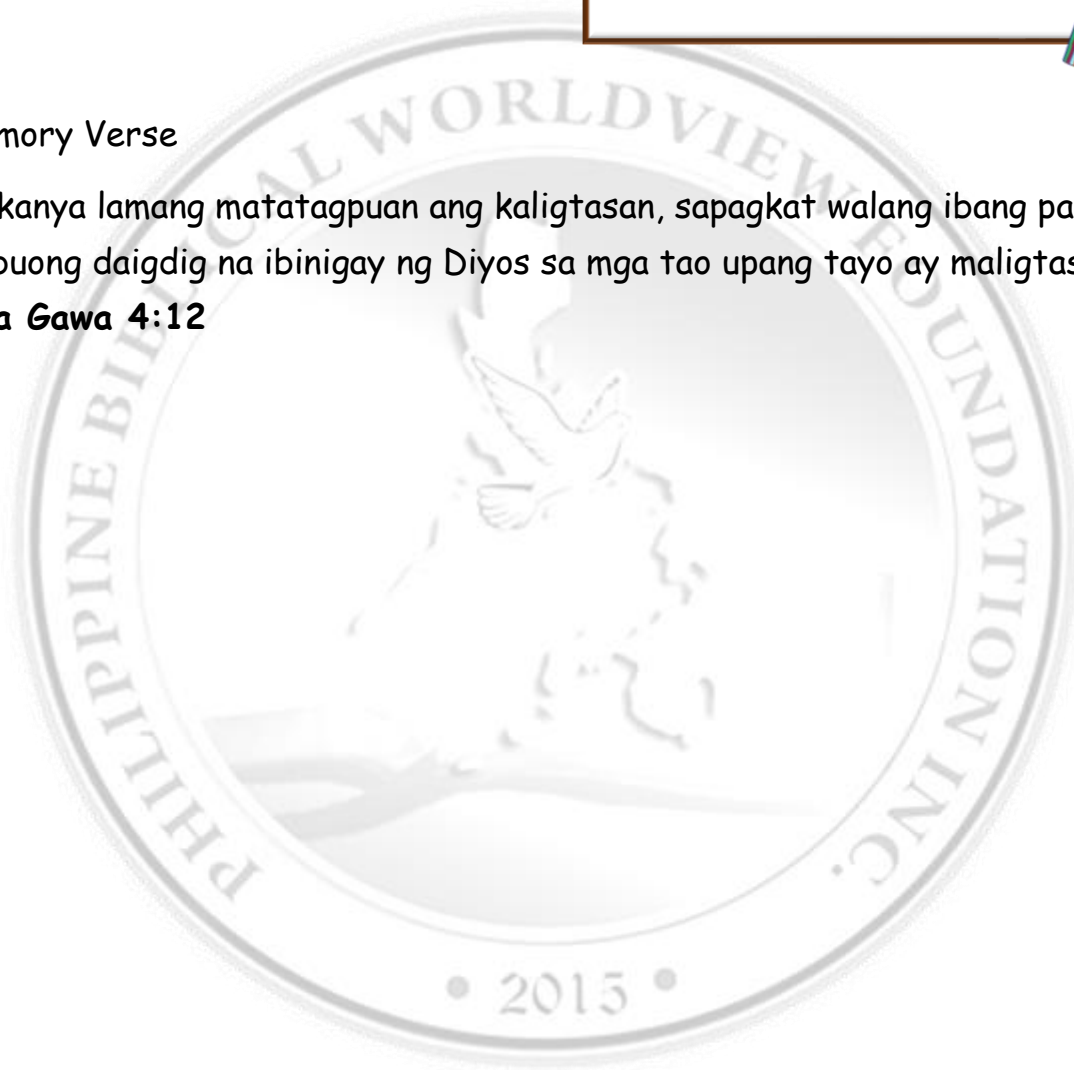 mory Verse
kanya lamang matatagpuan ang kaligtasan, sapagkat walang ibang pa
buong daigdig na ibinigay ng Diyos sa mga tao upang tayo ay maligtas
a Gawa 4:12
PHILIPPINE BIBLICAL WORLDVIEW FOUNDATION INC.
• 2015 •